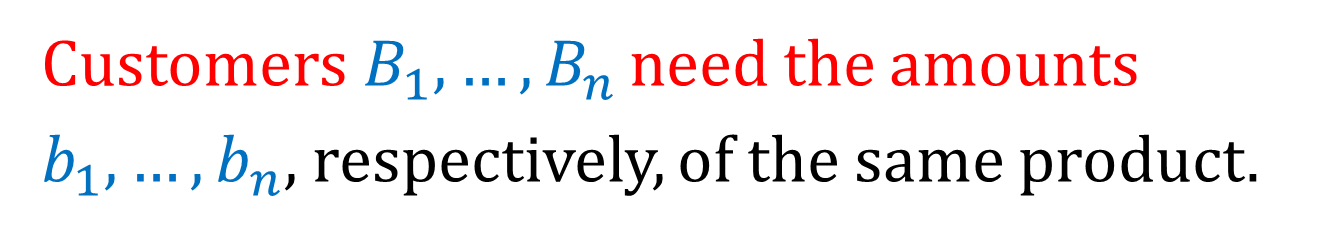 Customers B₁, … , Bₙ need the amounts
b₁, … , bₙ, respectively, of the same product.